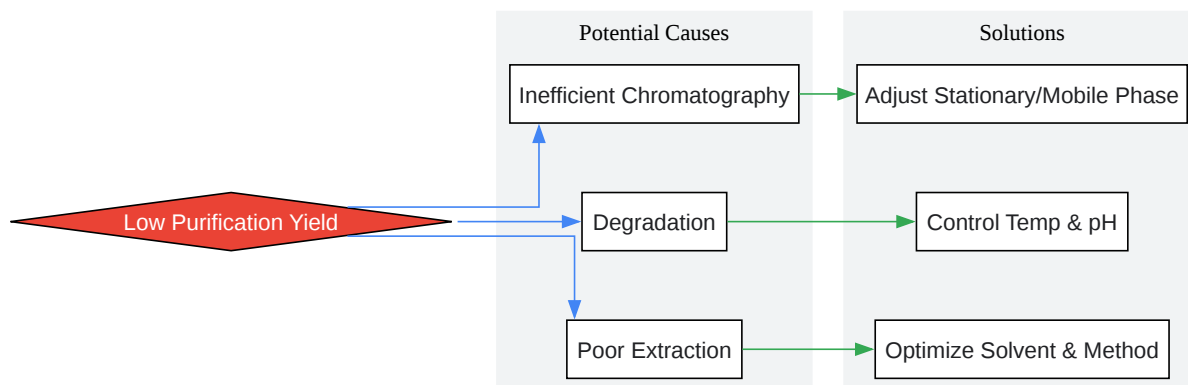 Potential Causes
Solutions
Inefficient Chromatography
Adjust Stationary/Mobile Phase
Low Purification Yield
Degradation
Control Temp & pH
Poor Extraction
Optimize Solvent & Method